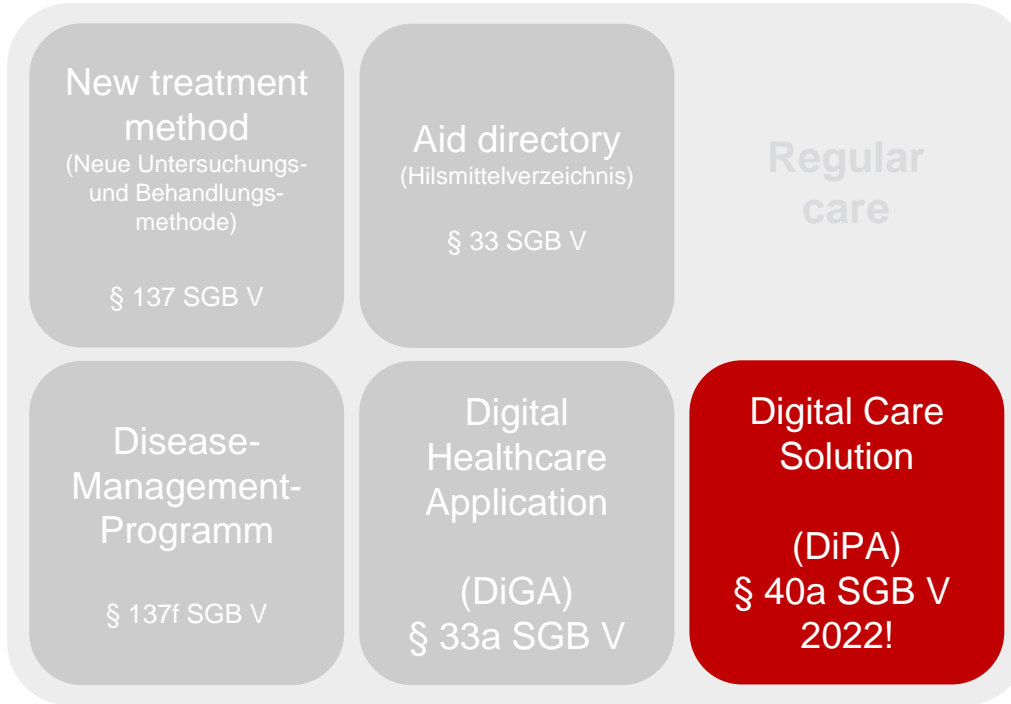 New treatment
method
(Neue Untersuchungs-
und Behandlungs-
methode)
§ 137 SGB V
Aid directory
(Hilsmittelverzeichnis)
§ 33 SGB V
Regular
care
Disease-
Management-
Programm
§ 137f SGB V
Digital
Healthcare
Application
(DiGA)
§ 33a SGB V
Digital Care
Solution
(DiPA)
§ 40a SGB V
2022!